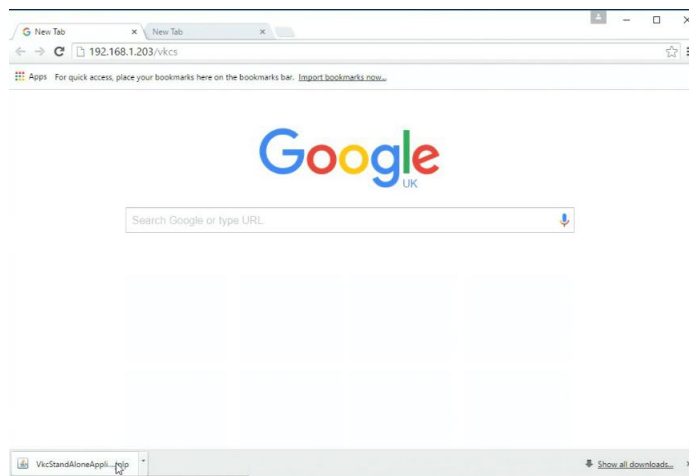 New Tab
New Tab
192.168.1.203/vkcs
Apps For quick access, place your bookmarks here on the bookmarks bar. Import bookmarks now...
Google
UK
Search Google or type URL
VkcStandAloneAppli...
Show all downloads...